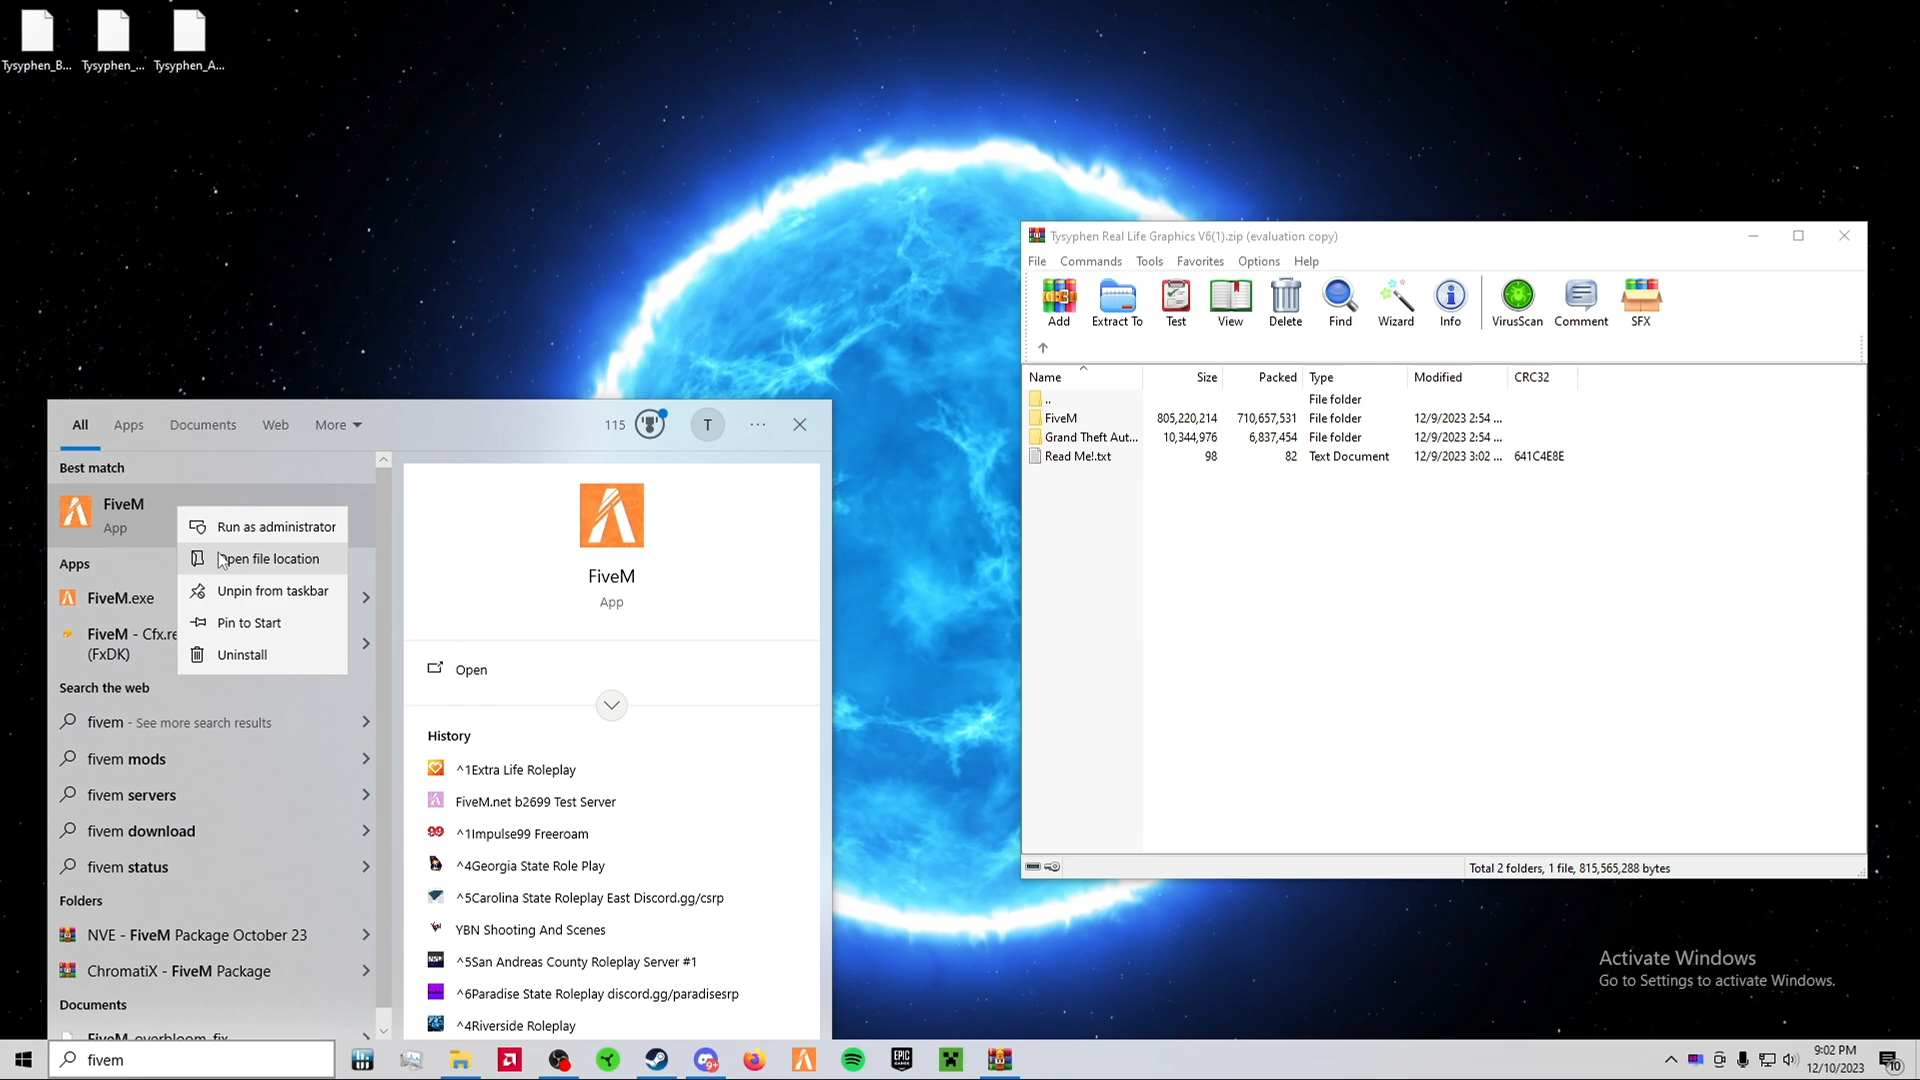 Tysyphen_B...
Tysyphen_...
Tysyphen_A...
Tysyphen Real Life Graphics V6(1).zip (evaluation copy)
File Commands Tools Favorites Options Help
Add Extract To Test View Delete Find Wizard Info VirusScan Comment SFX
Name Size Packed Type Modified CRC32
.. File folder
FiveM 805,220,214 710,657,531 File folder 12/9/2023 2:54 ...
Grand Theft Aut... 10,344,976 6,837,454 File folder 12/9/2023 2:54 ...
Read Me!.txt 98 82 Text Document 12/9/2023 3:02 ... 641C4E8E
Total 2 folders, 1 file, 815,565,288 bytes
All Apps Documents Web More 115 T ...
Best match
FiveM
App
Run as administrator
Open file location
Unpin from taskbar
Pin to Start
Uninstall
Apps
FiveM.exe
FiveM - Cfx.re
(FxDK)
Search the web
fivem - See more search results
fivem mods
fivem servers
fivem download
fivem status
Folders
NVE - FiveM Package October 23
ChromatiX - FiveM Package
Documents
FiveM
App
Open
History
^1Extra Life Roleplay
FiveM.net b2699 Test Server
99
^1Impulse99 Freeroam
^4Georgia State Role Play
^5Carolina State Roleplay East Discord.gg/csrp
YBN Shooting And Scenes
^5San Andreas County Roleplay Server #1
^6Paradise State Roleplay discord.gg/paradisesrp
^4Riverside Roleplay
Activate Windows
Go to Settings to activate Windows.
fivem
9+
EPIC
9:02 PM
12/10/2023
10